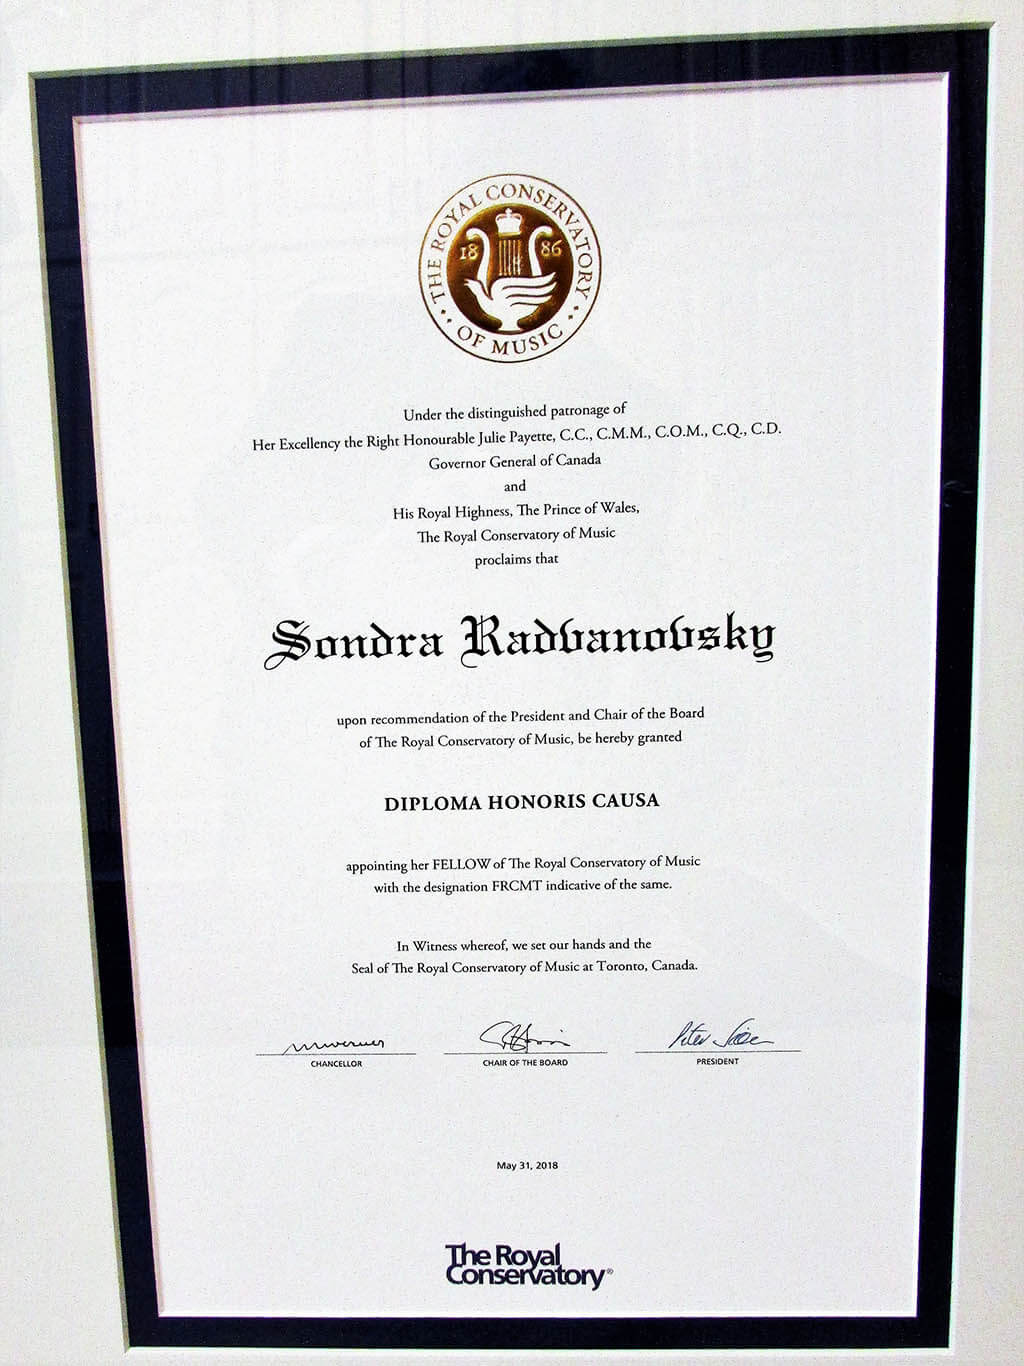 THE ROYAL CONSERVATORY OF MUSIC
1886
Under the distinguished patronage of
Her Excellency the Right Honourable Julie Payette, C.C., C.M.M., C.O.M., C.Q., C.D.
Governor General of Canada
and
His Royal Highness, The Prince of Wales,
The Royal Conservatory of Music
proclaims that
Sondra Radvanovsky
upon recommendation of the President and Chair of the Board
of The Royal Conservatory of Music, be hereby granted
DIPLOMA HONORIS CAUSA
appointing her FELLOW of The Royal Conservatory of Music
with the designation FRCMT indicative of the same.
In Witness whereof, we set our hands and the
Seal of The Royal Conservatory of Music at Toronto, Canada.
CHANCELLOR CHAIR OF THE BOARD PRESIDENT
May 31, 2018
The Royal
Conservatory®